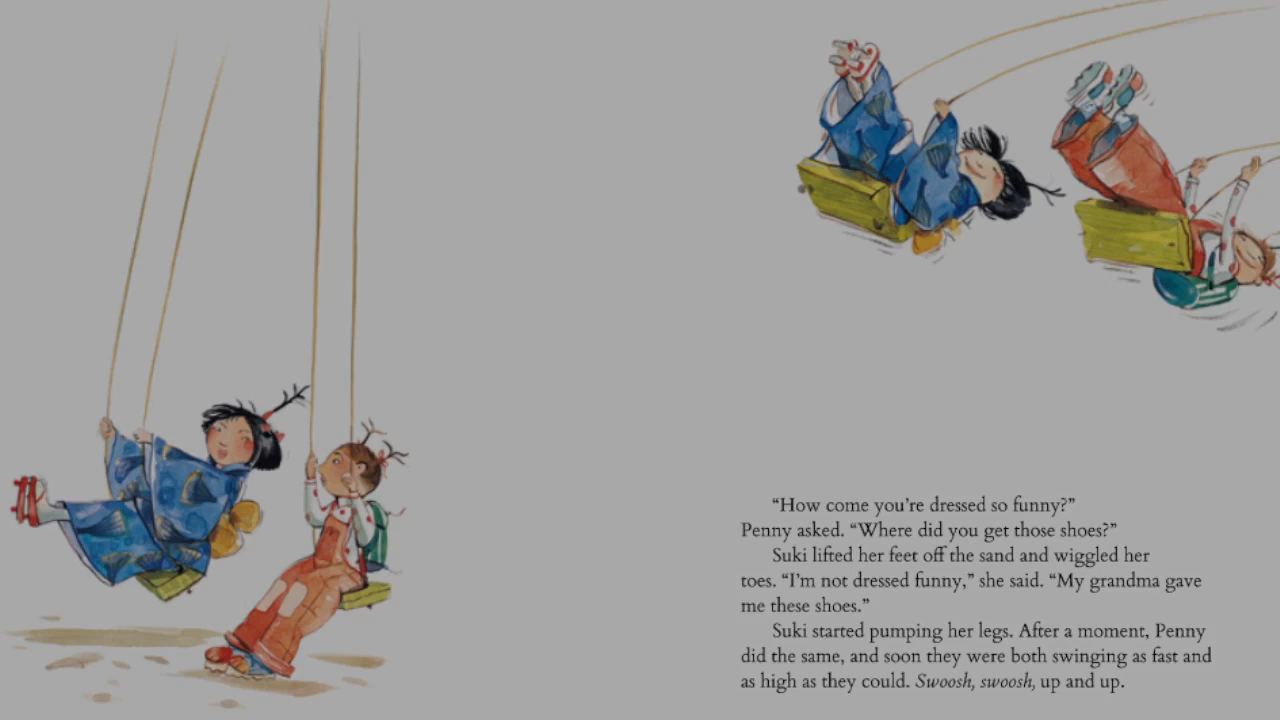 “How come you’re dressed so funny?”
Penny asked. “Where did you get those shoes?”
Suki lifted her feet off the sand and wiggled her
toes. “I’m not dressed funny,” she said. “My grandma gave
me these shoes.”
Suki started pumping her legs. After a moment, Penny
did the same, and soon they were both swinging as fast and
as high as they could. Swoosh, swoosh, up and up.